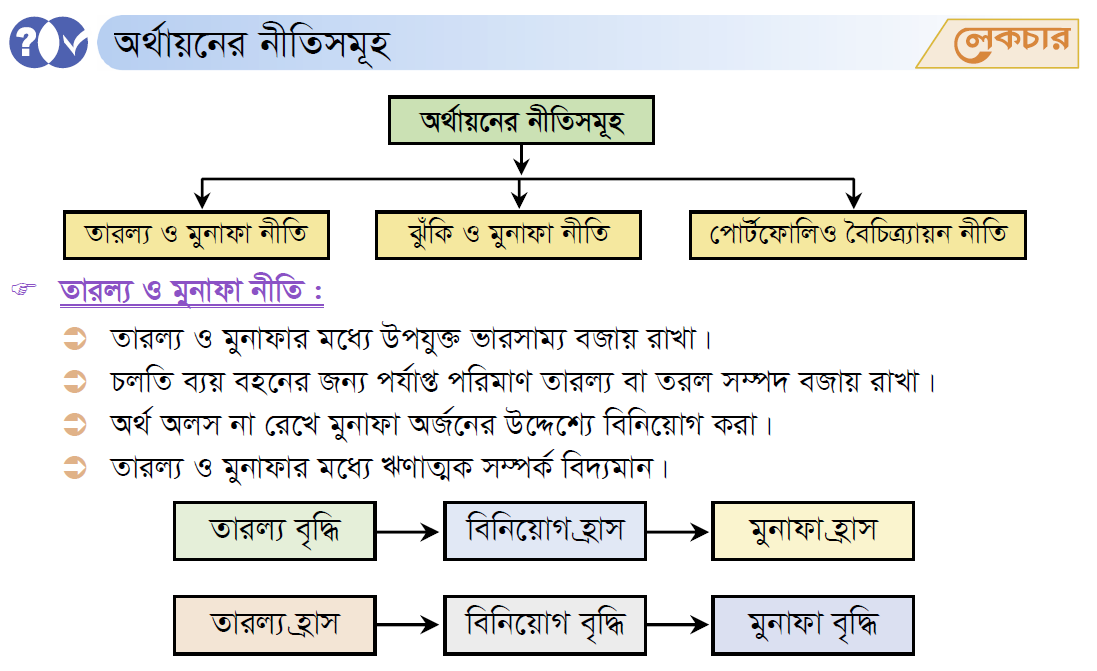 অর্থায়নের নীতিসমূহ
লেকচার
অর্থায়নের নীতিসমূহ
তারল্য ও মুনাফা নীতি
ঝুঁকি ও মুনাফা নীতি
পোর্টফোলিও বৈচিত্র্যায়ন নীতি
তারল্য ও মুনাফা নীতি :
তারল্য ও মুনাফার মধ্যে উপযুক্ত ভারসাম্য বজায় রাখা।
চলতি ব্যয় বহনের জন্য পর্যাপ্ত পরিমাণ তারল্য বা তরল সম্পদ বজায় রাখা।
অর্থ অলস না রেখে মুনাফা অর্জনের উদ্দেশ্যে বিনিয়োগ করা।
তারল্য ও মুনাফার মধ্যে ঋণাত্মক সম্পর্ক বিদ্যমান।
তারল্য বৃদ্ধি
বিনিয়োগ হ্রাস
মুনাফা হ্রাস
তারল্য হ্রাস
বিনিয়োগ বৃদ্ধি
মুনাফা বৃদ্ধি